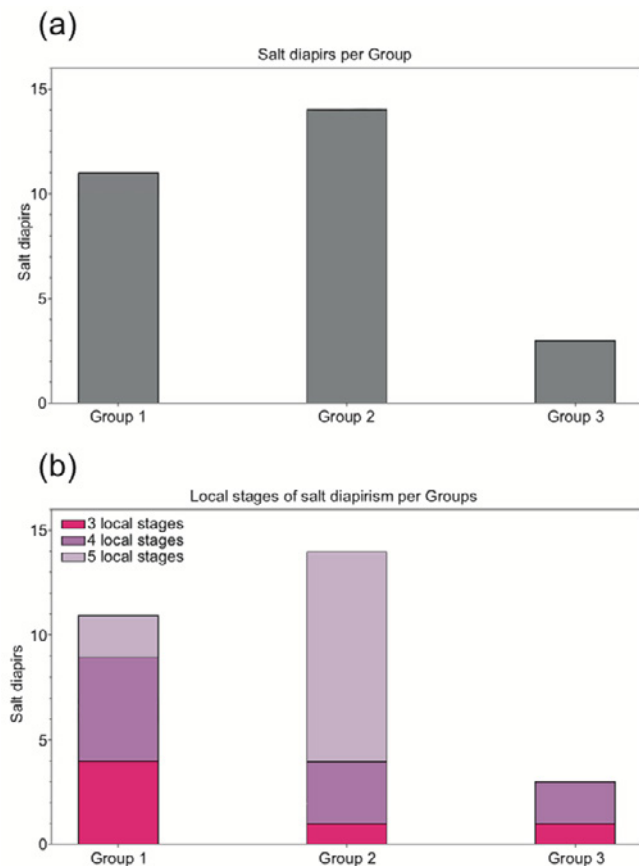 (a)
Salt diapirs per Group
Salt diapirs
15
10
5
0
Group 1
Group 2
Group 3
(b)
Local stages of salt diapirism per Groups
3 local stages
4 local stages
5 local stages
Salt diapirs
15
10
5
0
Group 1
Group 2
Group 3